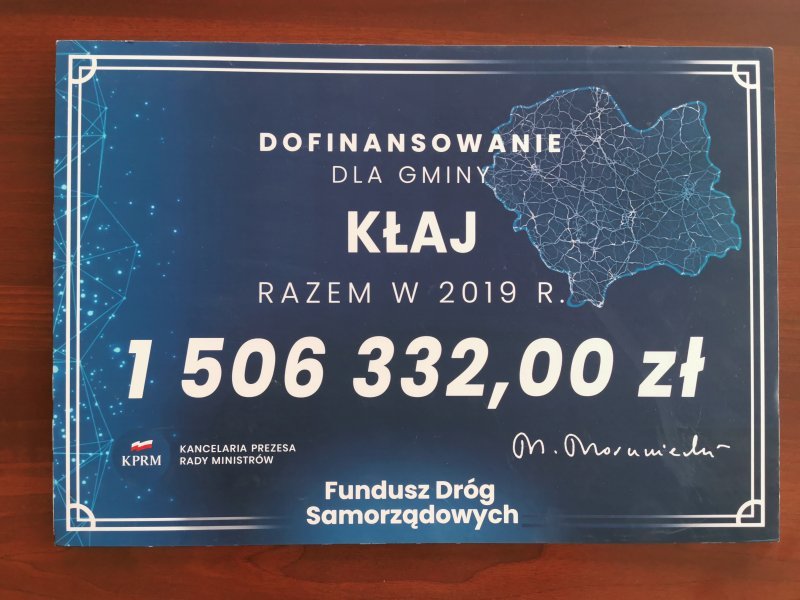 DOFINANSOWANIE
DLA GMINY
KŁAJ
RAZEM W 2019 R.
1 506 332,00 zł
KPRM
KANCELARIA PREZESA
RADY MINISTRÓW
M. Morawiecki
Fundusz Dróg
Samorządowych